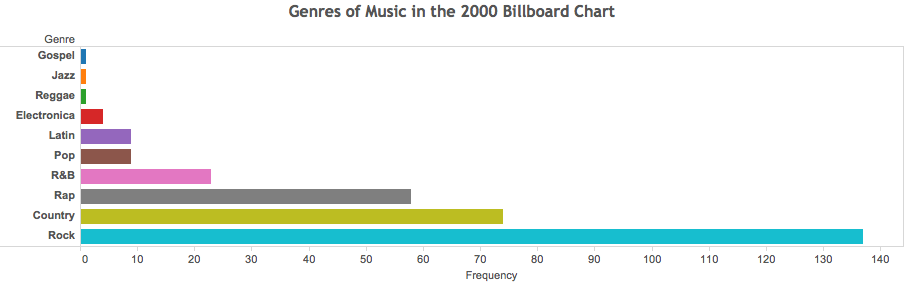 Genres of Music in the 2000 Billboard Chart
Genre
Gospel
Jazz
Reggae
Electronica
Latin
Pop
R&B
Rap
Country
Rock
0 10 20 30 40 50 60 70 80 90 100 110 120 130 140
Frequency